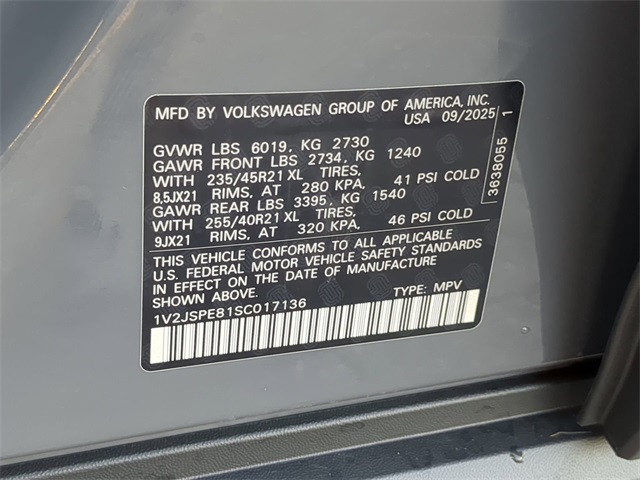 MFD BY VOLKSWAGEN GROUP OF AMERICA, INC.
USA 09/2025
GVWR LBS 6019, KG 2730
GAWR FRONT LBS 2734, KG 1240
WITH 235/45R21 XL TIRES,
8,5JX21 RIMS, AT 280 KPA, 41 PSI COLD
GAWR REAR LBS 3395, KG 1540
WITH 255/40R21 XL TIRES,
9JX21 RIMS, AT 320 KPA, 46 PSI COLD
THIS VEHICLE CONFORMS TO ALL APPLICABLE
U.S. FEDERAL MOTOR VEHICLE SAFETY STANDARDS
IN EFFECT ON THE DATE OF MANUFACTURE
SHOWN ABOVE.
1V2JSPE81SC017136 TYPE: MPV
3638055 1